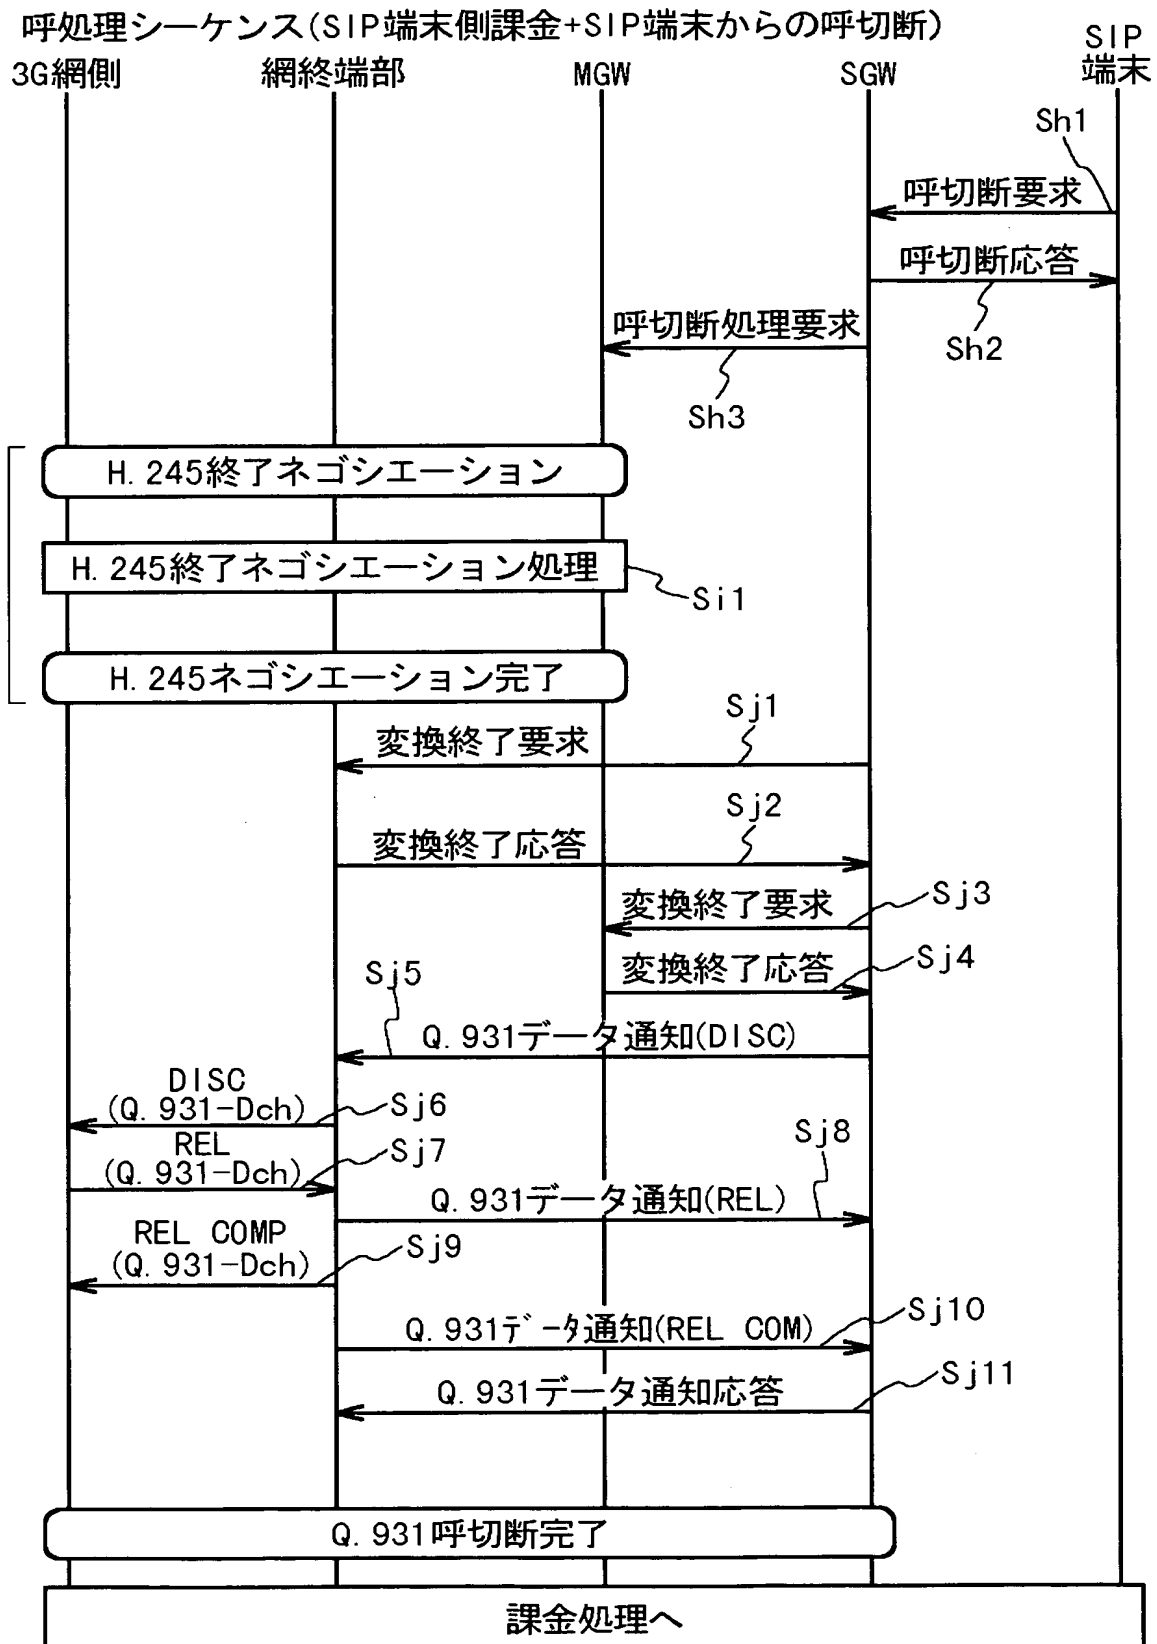 呼処理シーケンス(SIP端末側課金+SIP端末からの呼切断)
3G網側
網終端部
MGW
SGW
SIP
端末
Sh1
呼切断要求
呼切断応答
Sh2
呼切断処理要求
Sh3
H.245終了ネゴシエーション
H.245終了ネゴシエーション処理
Si1
H.245ネゴシエーション完了
Sj1
変換終了要求
Sj2
変換終了応答
変換終了要求
Sj3
変換終了応答
Sj4
Sj5
Q.931データ通知(DISC)
DISC
(Q.931-Dch)
Sj6
REL
(Q.931-Dch)
Sj7
Sj8
Q.931データ通知(REL)
REL COMP
(Q.931-Dch)
Sj9
Q.931ﾃﾞｰﾀ通知(REL COM)
Sj10
Q.931データ通知応答
Sj11
Q.931呼切断完了
課金処理へ